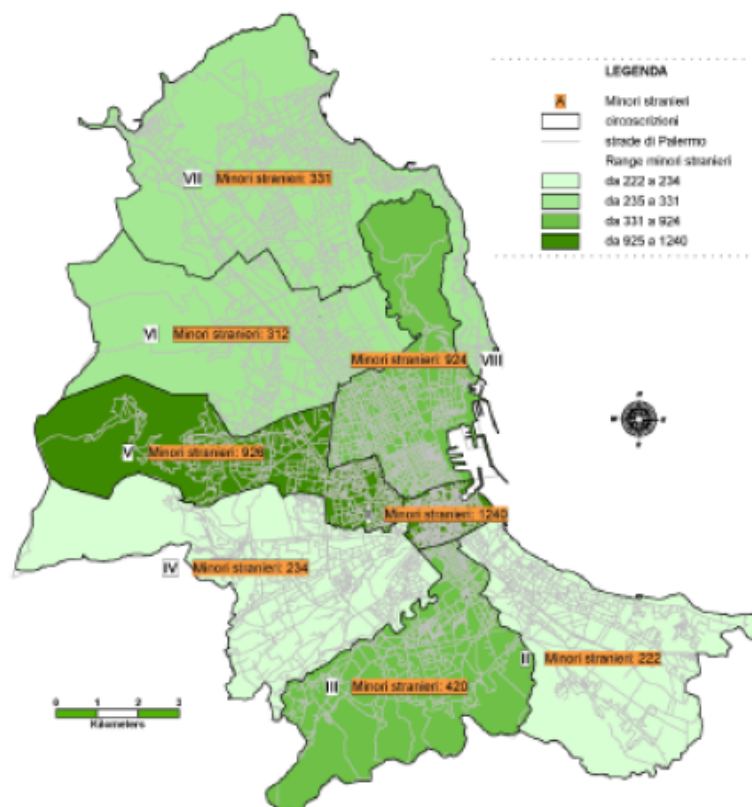 LEGENDA
A Minori stranieri
circoscrizioni
strade di Palermo
Range minori stranieri
da 222 a 234
da 235 a 331
da 331 a 924
da 925 a 1240
VII Minori stranieri: 331
VI Minori stranieri: 312
Minori stranieri: 924 VIII
V Minori stranieri: 926
Minori stranieri: 1240
IV Minori stranieri: 234
II Minori stranieri: 222
III Minori stranieri: 420
0 1 2 3
Kilometers